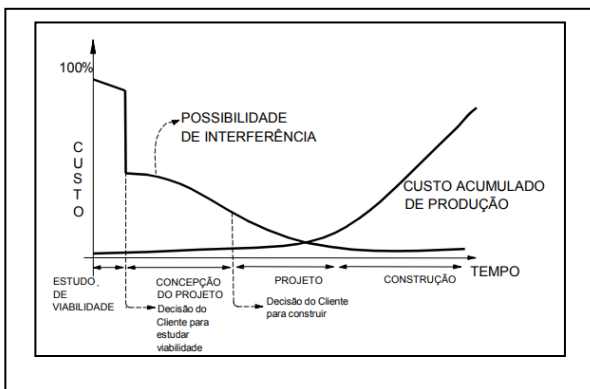 100%
CUSTO
POSSIBILIDADE
DE INTERFERÊNCIA
CUSTO ACUMULADO
DE PRODUÇÃO
TEMPO
ESTUDO
DE
VIABILIDADE
CONCEPÇÃO
DO PROJETO
Decisão do
Cliente para
estudar
viabilidade
PROJETO
Decisão do Cliente
para construir
CONSTRUÇÃO